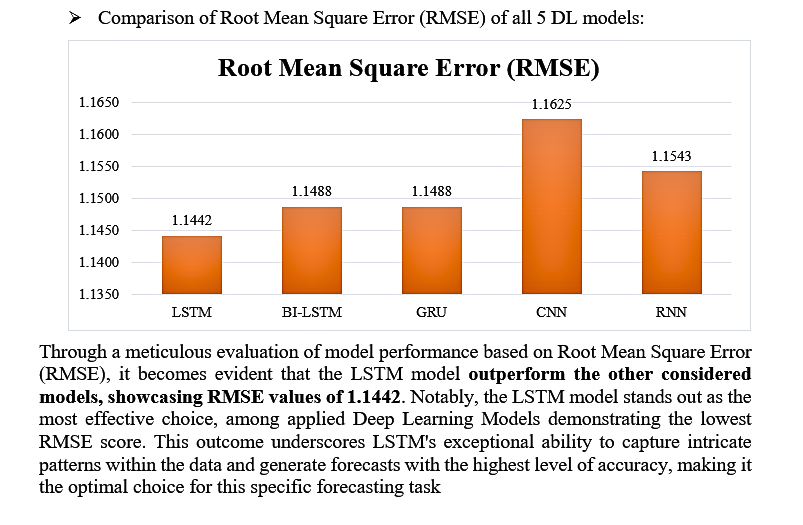 ➤ Comparison of Root Mean Square Error (RMSE) of all 5 DL models:
Root Mean Square Error (RMSE)
1.1650
1.1600
1.1550
1.1500
1.1450
1.1400
1.1350
1.1442
1.1488
1.1488
1.1625
1.1543
LSTM
BI-LSTM
GRU
CNN
RNN
Through a meticulous evaluation of model performance based on Root Mean Square Error
(RMSE), it becomes evident that the LSTM model outperform the other considered
models, showcasing RMSE values of 1.1442. Notably, the LSTM model stands out as the
most effective choice, among applied Deep Learning Models demonstrating the lowest
RMSE score. This outcome underscores LSTM's exceptional ability to capture intricate
patterns within the data and generate forecasts with the highest level of accuracy, making it
the optimal choice for this specific forecasting task